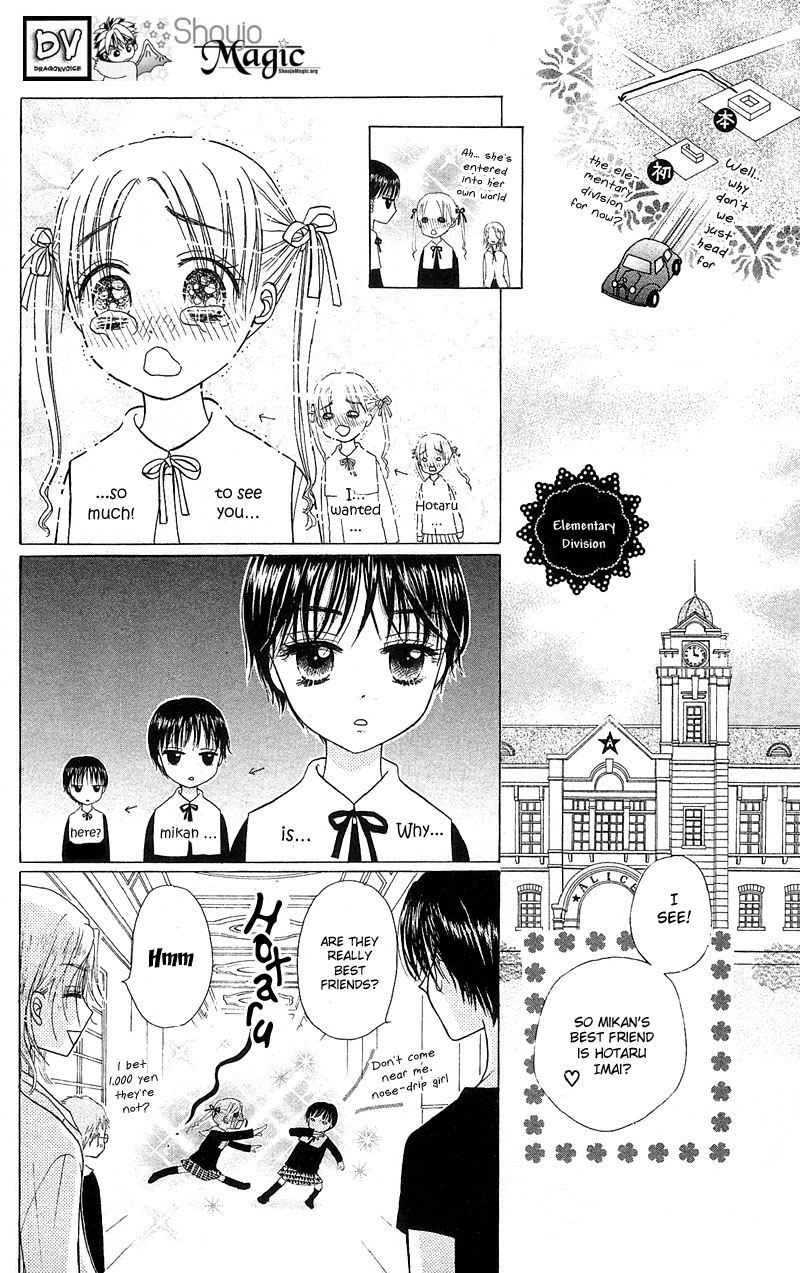 DV
DRAGONVOICE
Shoujo
Magic
ShoujoMagic.org
本
初
Well...
why
don't
we
just
head
for
the ele-
mentary
division
for now?
Elementary
Division
A
ALICE
I
SEE!
SO MIKAN'S
BEST FRIEND
IS HOTARU
IMAI?
♡
Ah... she's
entered
into her
own world
Hotaru
...
I...
wanted
...
to see
you...
...so
much!
Why...
is...
mikan ...
here?
ARE THEY
REALLY
BEST
FRIENDS?
Hotaru
Hmm
Don't come
near me,
nose-drip girl
I bet
1,000 yen
they're
not?